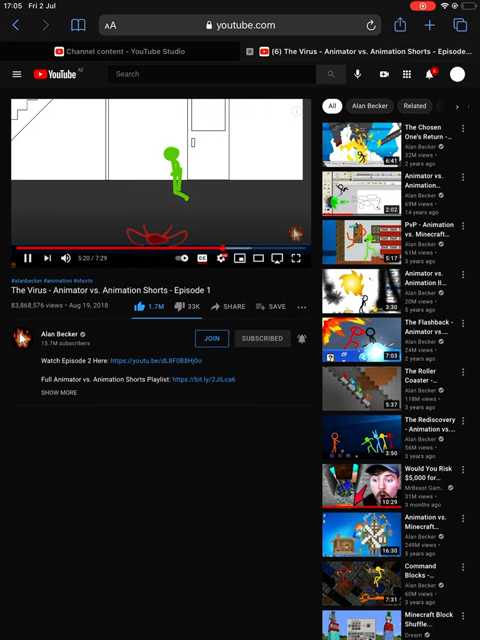 17:05 Fri 2 Jul
AA
youtube.com
Channel content - YouTube Studio
(6) The Virus - Animator vs. Animation Shorts - Episode...
YouTube AZ
Search
6
5:20 / 7:29
#alanbecker #animation #shorts
The Virus - Animator vs. Animation Shorts - Episode 1
83,868,576 views • Aug 19, 2018
1.7M
33K
SHARE
SAVE
Alan Becker
15.7M subscribers
JOIN
SUBSCRIBED
Watch Episode 2 Here: https://youtu.be/dL8F0B8Hj0o
Full Animator vs. Animation Shorts Playlist: https://bit.ly/2JlLca6
SHOW MORE
All
Alan Becker
Related
6:41
The Chosen
One's Return -...
Alan Becker
32M views •
2 years ago
2:02
Animator vs.
Animation...
Alan Becker
69M views •
14 years ago
5:17
PvP - Animation
vs. Minecraft...
Alan Becker
61M views •
3 years ago
3:30
Animator vs.
Animation II...
Alan Becker
20M views •
5 years ago
7:03
The Flashback -
Animator vs...
Alan Becker
24M views •
2 years ago
5:37
The Roller
Coaster -...
Alan Becker
118M views •
3 years ago
3:50
The Rediscovery
- Animation vs....
Alan Becker
56M views •
3 years ago
10:29
Would You Risk
$5,000 for...
MrBeast Gam...
31M views •
3 months ago
16:30
Animation vs.
Minecraft...
Alan Becker
249M views •
5 years ago
7:31
Command
Blocks -...
Alan Becker
60M views •
3 years ago
Minecraft Block
Shuffle...
Dream